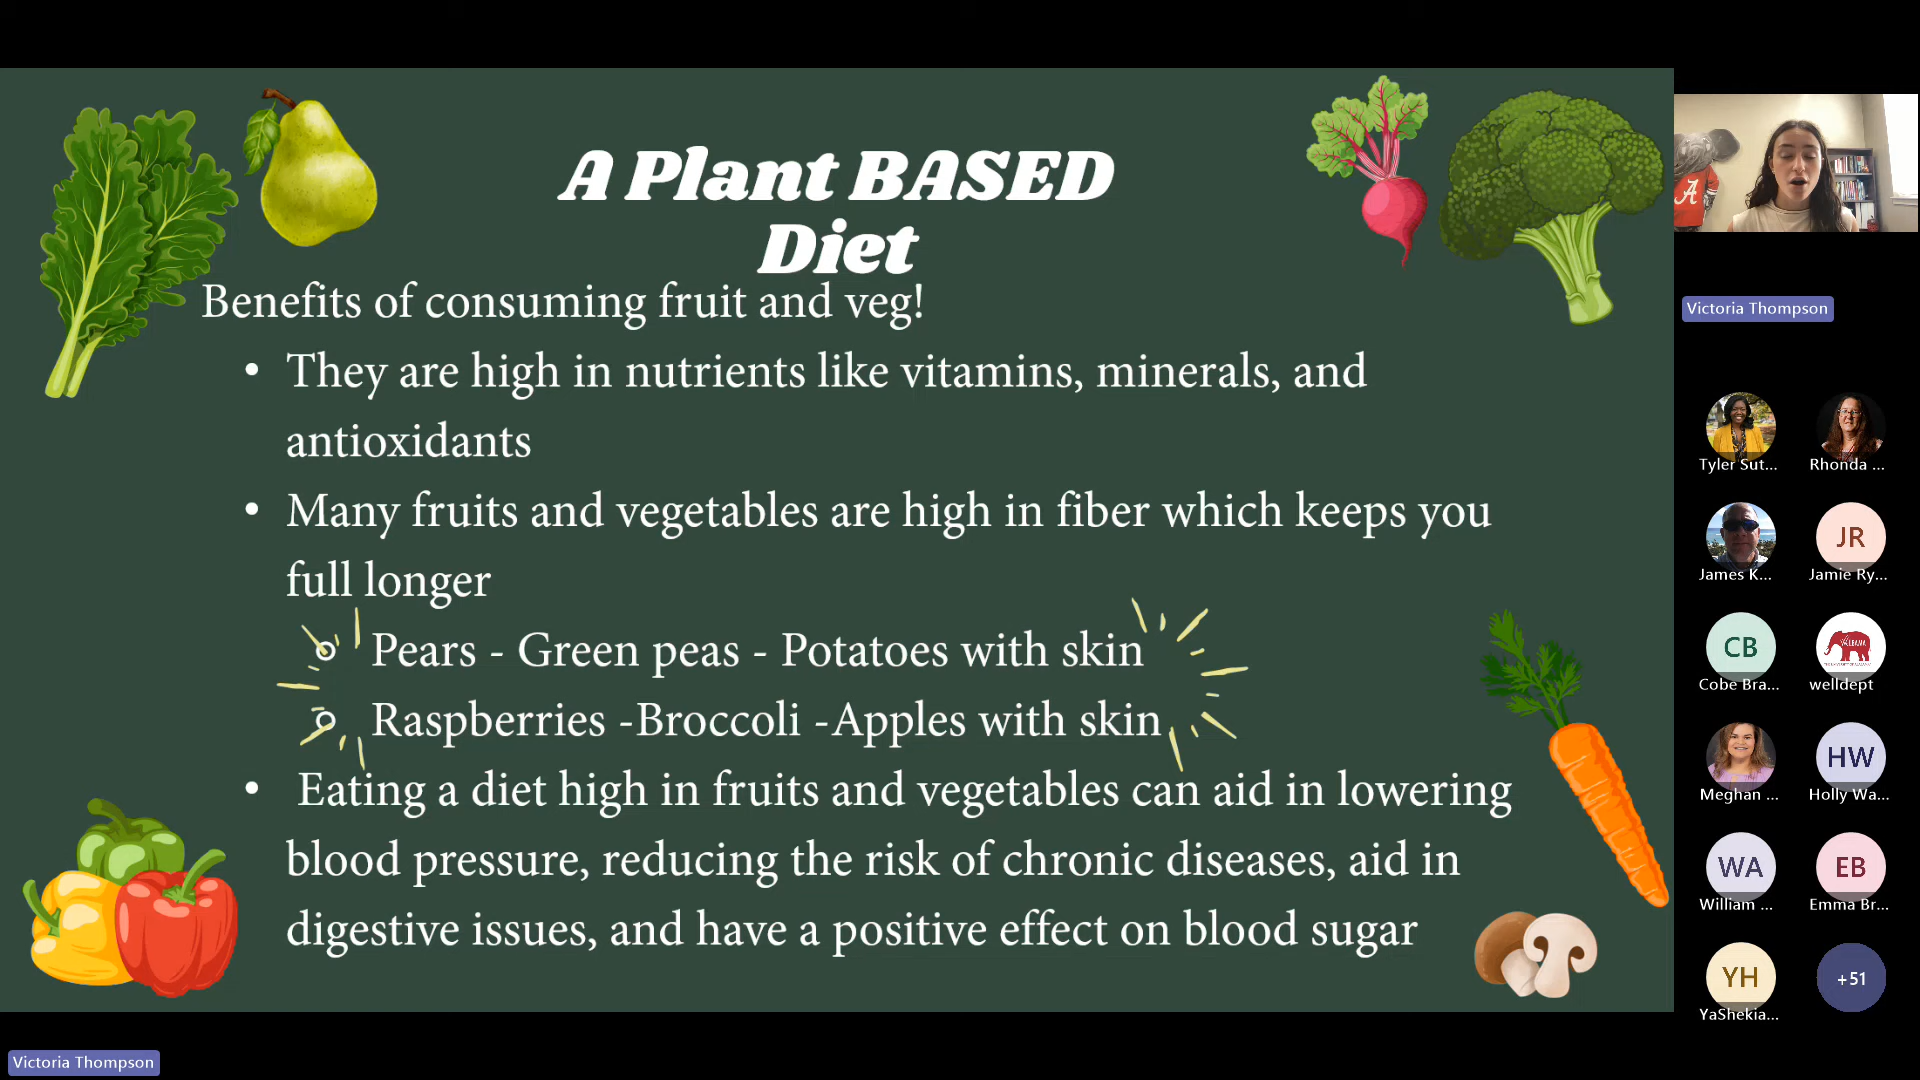 A Plant BASED
Diet
Benefits of consuming fruit and veg!
• They are high in nutrients like vitamins, minerals, and
antioxidants
• Many fruits and vegetables are high in fiber which keeps you
full longer
Pears - Green peas - Potatoes with skin
Raspberries -Broccoli -Apples with skin
• Eating a diet high in fruits and vegetables can aid in lowering
blood pressure, reducing the risk of chronic diseases, aid in
digestive issues, and have a positive effect on blood sugar
A
Victoria Thompson
Tyler Sut...
Rhonda ...
James K...
JR
Jamie Ry...
CB
Cobe Bra...
welldept
Meghan ...
HW
Holly Wa...
WA
William ...
EB
Emma Br...
YH
YaShekia...
+51
Victoria Thompson